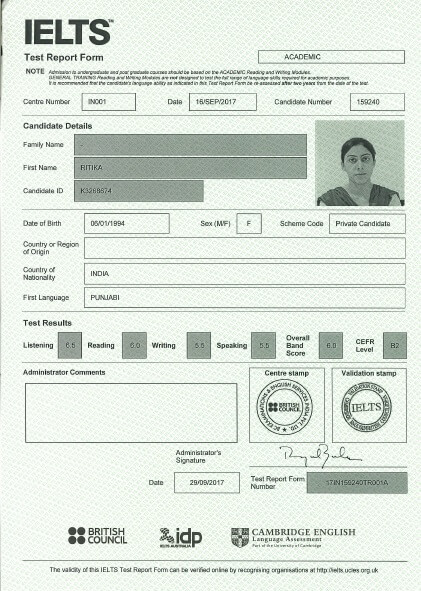 IELTS™
Test Report Form
ACADEMIC
NOTE Admission to undergraduate and post graduate courses should be based on the ACADEMIC Reading and Writing Modules.
GENERAL TRAINING Reading and Writing Modules are not designed to test the full range of language skills required for academic purposes.
It is recommended that the candidate's language ability as indicated in this Test Report Form be re-assessed after two years from the date of the test.
Centre Number IN001 Date 16/SEP/2017 Candidate Number 159240
Candidate Details
Family Name
First Name RITIKA
Candidate ID K3268674
Date of Birth 06/01/1994 Sex (M/F) F Scheme Code Private Candidate
Country or Region
of Origin
Country of
Nationality INDIA
First Language PUNJABI
Test Results
Listening 6.5 Reading 6.0 Writing 5.5 Speaking 5.5 Overall Band Score 6.0 CEFR Level B2
Administrator Comments
Centre stamp
Validation stamp
BRITISH
COUNCIL
IELTS
Administrator's
Signature
Date 29/09/2017 Test Report Form Number 17IN159240TR001A
BRITISH
COUNCIL
idp
IELTS AUSTRALIA
CAMBRIDGE ENGLISH
Language Assessment
Part of the University of Cambridge
The validity of this IELTS Test Report Form can be verified online by recognising organisations at http://ielts.ucles.org.uk